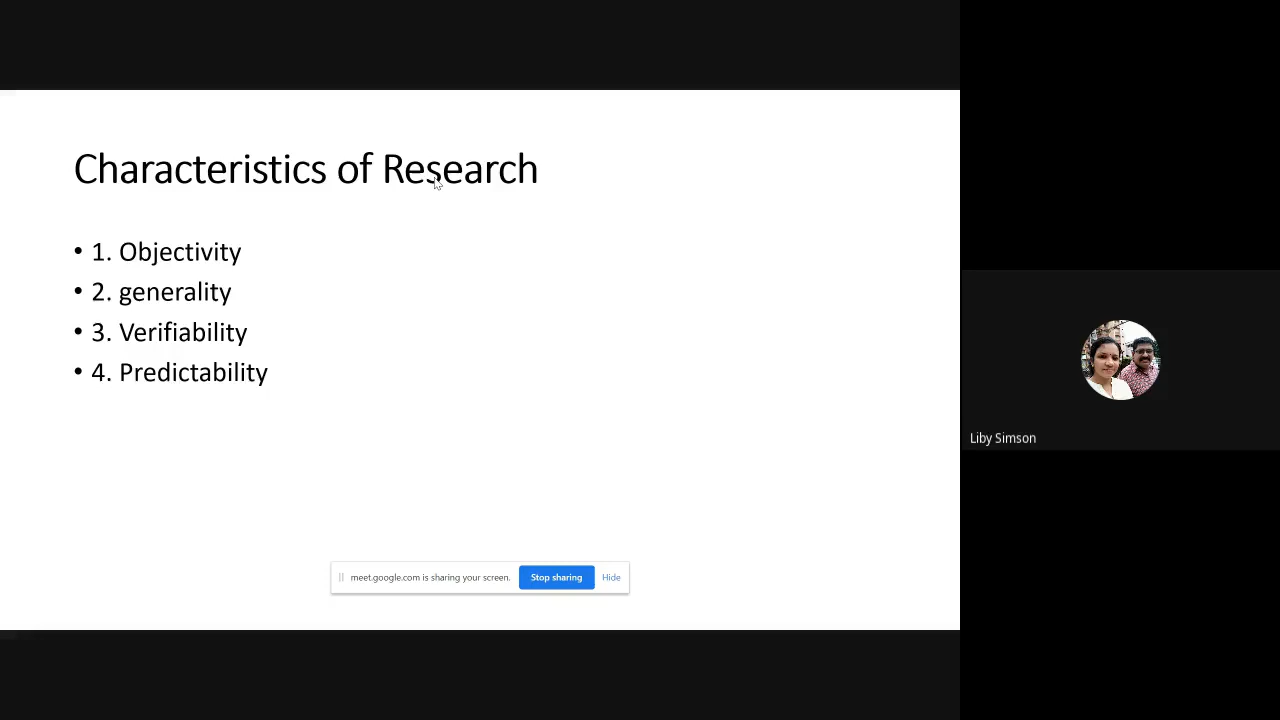 Characteristics of Research
• 1. Objectivity
• 2. generality
• 3. Verifiability
• 4. Predictability
Liby Simson
meet.google.com is sharing your screen. Stop sharing Hide